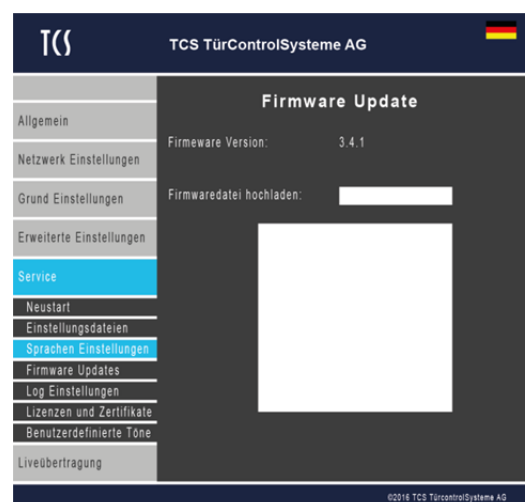 TCS
TCS TürControlSysteme AG
Allgemein
Netzwerk Einstellungen
Grund Einstellungen
Erweiterte Einstellungen
Service
Neustart
Einstellungsdateien
Sprachen Einstellungen
Firmware Updates
Log Einstellungen
Lizenzen und Zertifikate
Benutzerdefinierte Töne
Liveübertragung
Firmware Update
Firmeware Version: 3.4.1
Firmwaredatei hochladen:
©2016 TCS TürcontrolSysteme AG